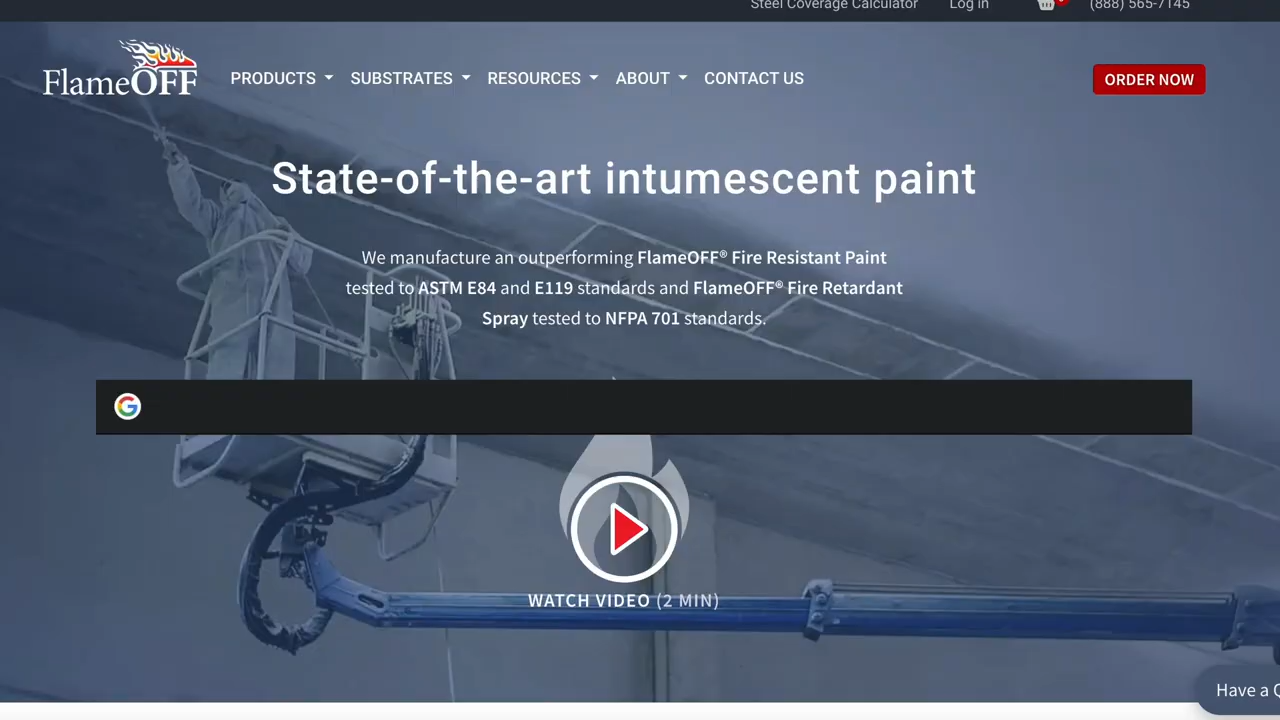 Steel Coverage Calculator Log in (888) 565-7145
FlameOFF PRODUCTS SUBSTRATES RESOURCES ABOUT CONTACT US ORDER NOW
State-of-the-art intumescent paint
We manufacture an outperforming FlameOFF® Fire Resistant Paint
tested to ASTM E84 and E119 standards and FlameOFF® Fire Retardant
Spray tested to NFPA 701 standards.
WATCH VIDEO (2 MIN)
Have a